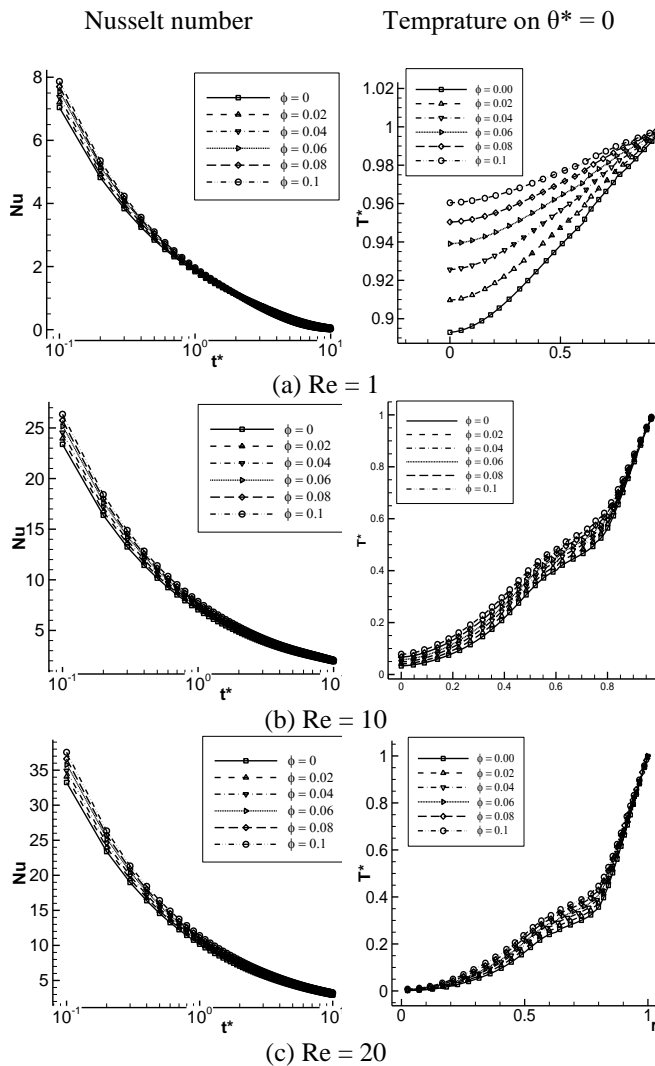 Nusselt number
Temprature on θ* = 0
8
6
4
2
0
Nu
10⁻¹
10⁰
10¹
t*
ϕ = 0
ϕ = 0.02
ϕ = 0.04
ϕ = 0.06
ϕ = 0.08
ϕ = 0.1
1.02
1
0.98
0.96
0.94
0.92
0.9
T*
0
0.5
ϕ = 0.00
ϕ = 0.02
ϕ = 0.04
ϕ = 0.06
ϕ = 0.08
ϕ = 0.1
(a) Re = 1
25
20
15
10
5
Nu
10⁻¹
10⁰
10¹
t*
ϕ = 0
ϕ = 0.02
ϕ = 0.04
ϕ = 0.06
ϕ = 0.08
ϕ = 0.1
1
0.8
0.6
0.4
0.2
0
T*
0
0.2
0.4
0.6
0.8
ϕ = 0
ϕ = 0.02
ϕ = 0.04
ϕ = 0.06
ϕ = 0.08
ϕ = 0.1
(b) Re = 10
35
30
25
20
15
10
5
Nu
10⁻¹
10⁰
10¹
t*
ϕ = 0
ϕ = 0.02
ϕ = 0.04
ϕ = 0.06
ϕ = 0.08
ϕ = 0.1
1
0.8
0.6
0.4
0.2
0
T*
0
0.5
1
ϕ = 0.00
ϕ = 0.02
ϕ = 0.04
ϕ = 0.06
ϕ = 0.08
ϕ = 0.1
(c) Re = 20